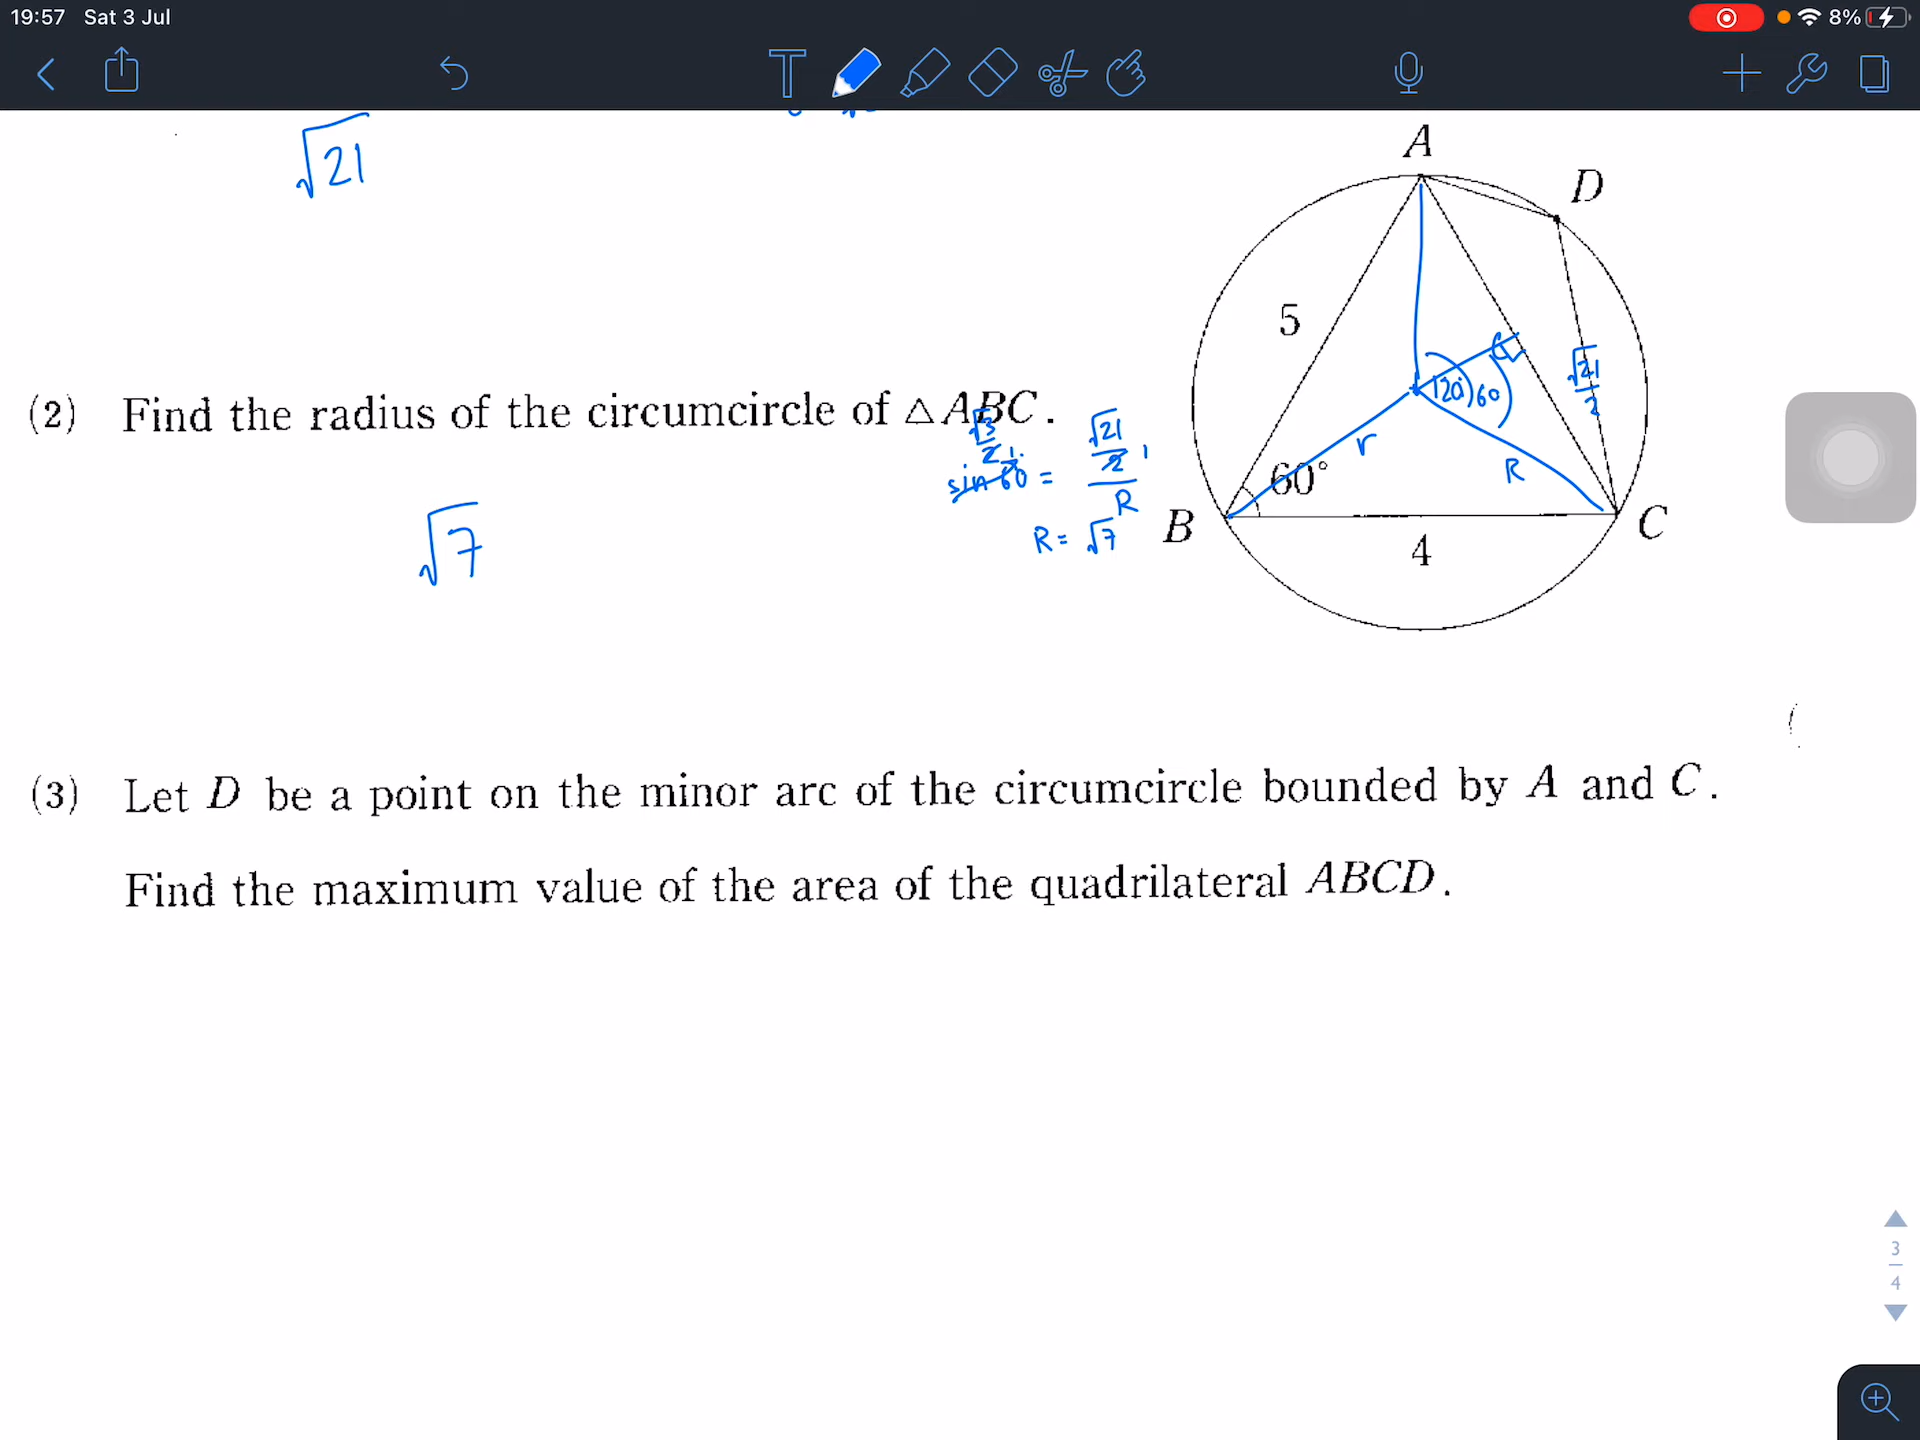 19:57 Sat 3 Jul
8%
√21
A
D
5
120 60
√21/2
(2) Find the radius of the circumcircle of △ABC.
√3/2
sin 60 = √21/2 / R
R = √7
r
R
60°
B
C
4
√7
(3) Let D be a point on the minor arc of the circumcircle bounded by A and C.
Find the maximum value of the area of the quadrilateral ABCD.
3
4